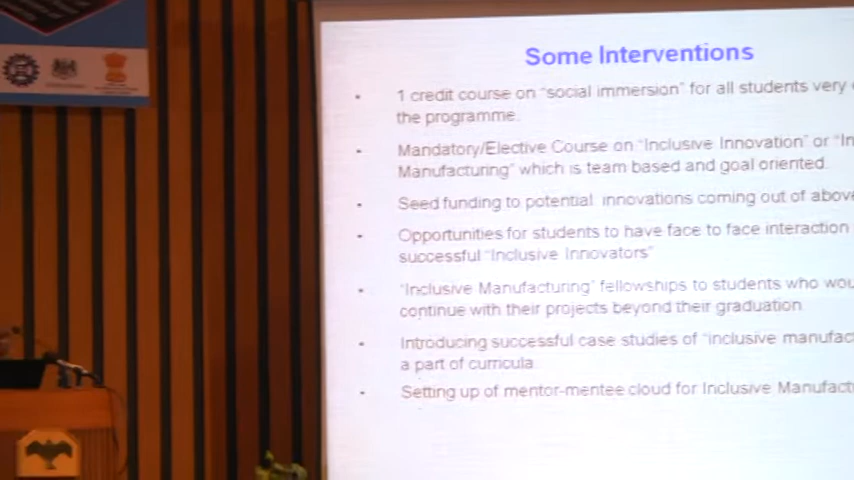 Some Interventions
• 1 credit course on "social immersion" for all students very
the programme.
• Mandatory/Elective Course on "Inclusive Innovation" or "In
Manufacturing" which is team based and goal oriented.
• Seed funding to potential innovations coming out of above
• Opportunities for students to have face to face interaction
successful "Inclusive Innovators"
• "Inclusive Manufacturing" fellowships to students who wou
continue with their projects beyond their graduation.
• Introducing successful case studies of "inclusive manufac
a part of curricula.
• Setting up of mentor-mentee cloud for Inclusive Manufact